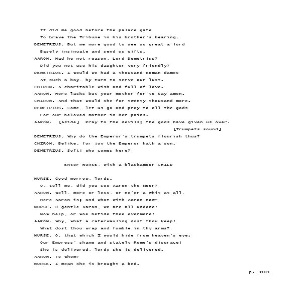 It did me good before the palace gate
To brave the Tribune in his brother's hearing.
DEMETRIUS. But me more good to see so great a lord
Basely insinuate and send us gifts.
AARON. Had he not reason, Lord Demetrius?
Did you not use his daughter very friendly?
DEMETRIUS. I would we had a thousand Roman dames
At such a bay, by turn to serve our lust.
CHIRON. A charitable wish and full of love.
AARON. Here lacks but your mother for to say amen.
CHIRON. And that would she for twenty thousand more.
DEMETRIUS. Come, let us go and pray to all the gods
For our beloved mother in her pains.
AARON. [Aside] Pray to the devils; the gods have given us over.
[Trumpets sound]
DEMETRIUS. Why do the Emperor's trumpets flourish thus?
CHIRON. Belike, for joy the Emperor hath a son.
DEMETRIUS. Soft! who comes here?
Enter NURSE, with a blackamoor CHILD
NURSE. Good morrow, lords.
O, tell me, did you see Aaron the Moor?
AARON. Well, more or less, or ne'er a whit at all,
Here Aaron is; and what with Aaron now?
NURSE. O gentle Aaron, we are all undone!
Now help, or woe betide thee evermore!
AARON. Why, what a caterwauling dost thou keep!
What dost thou wrap and fumble in thy arms?
NURSE. O, that which I would hide from heaven's eye:
Our Empress' shame and stately Rome's disgrace!
She is delivered, lords; she is delivered.
AARON. To whom?
NURSE. I mean she is brought a-bed.